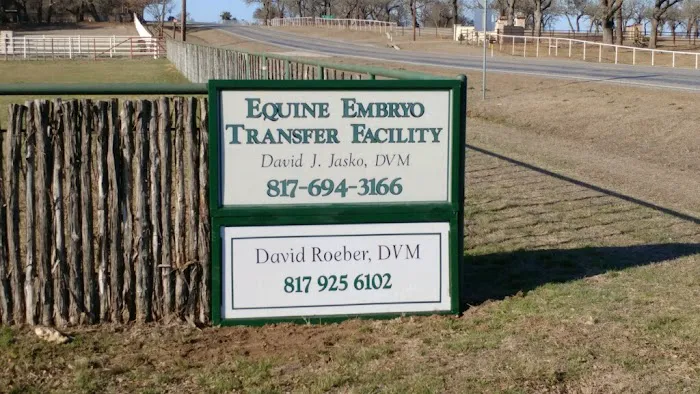 Equine Embryo
Transfer Facility
David J. Jasko, DVM
817-694-3166
David Roeber, DVM
817 925 6102